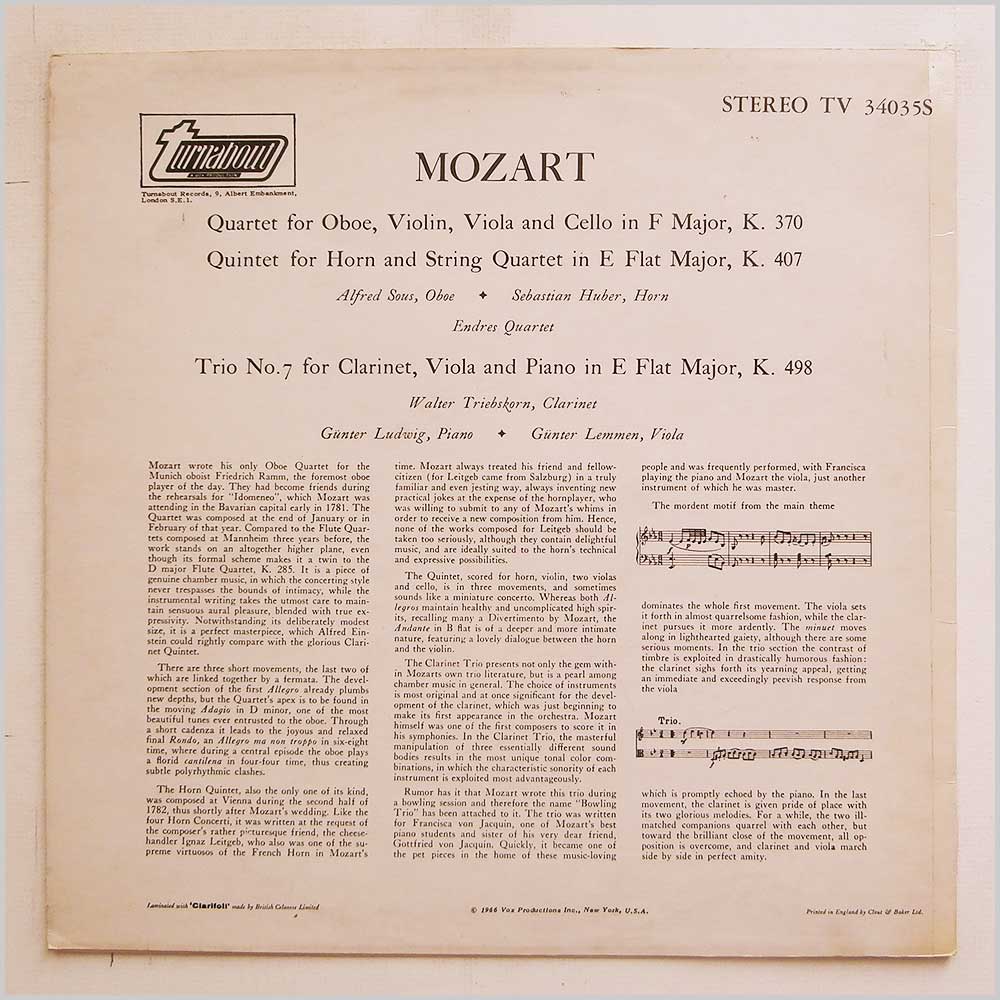 STEREO TV 34035S
Turnabout
A VOX PRODUCTION
Turnabout Records, 9, Albert Embankment,
London S.E.1.
MOZART
Quartet for Oboe, Violin, Viola and Cello in F Major, K. 370
Quintet for Horn and String Quartet in E Flat Major, K. 407
Alfred Sous, Oboe ✦ Sebastian Huber, Horn
Endres Quartet
Trio No.7 for Clarinet, Viola and Piano in E Flat Major, K. 498
Walter Triebskorn, Clarinet
Günter Ludwig, Piano ✦ Günter Lemmen, Viola
Mozart wrote his only Oboe Quartet for the
Munich oboist Friedrich Ramm, the foremost oboe
player of the day. They had become friends during
the rehearsals for "Idomeneo", which Mozart was
attending in the Bavarian capital early in 1781. The
Quartet was composed at the end of January or in
February of that year. Compared to the Flute Quar-
tets composed at Mannheim three years before, the
work stands on an altogether higher plane, even
though its formal scheme makes it a twin to the
D major Flute Quartet, K. 285. It is a piece of
genuine chamber music, in which the concerting style
never trespasses the bounds of intimacy, while the
instrumental writing takes the utmost care to main-
tain sensuous aural pleasure, blended with true ex-
pressivity. Notwithstanding its deliberately modest
size, it is a perfect masterpiece, which Alfred Ein-
stein could rightly compare with the glorious Clari-
net Quintet.
There are three short movements, the last two of
which are linked together by a fermata. The devel-
opment section of the first Allegro already plumbs
new depths, but the Quartet's apex is to be found in
the moving Adagio in D minor, one of the most
beautiful tunes ever entrusted to the oboe. Through
a short cadenza it leads to the joyous and relaxed
final Rondo, an Allegro ma non troppo in six-eight
time, where during a central episode the oboe plays
a florid cantilena in four-four time, thus creating
subtle polyrhythmic clashes.
The Horn Quintet, also the only one of its kind,
was composed at Vienna during the second half of
1782, thus shortly after Mozart's wedding. Like the
four Horn Concerti, it was written at the request of
the composer's rather picturesque friend, the cheese-
handler Ignaz Leitgeb, who also was one of the su-
preme virtuosos of the French Horn in Mozart's
time. Mozart always treated his friend and fellow-
citizen (for Leitgeb came from Salzburg) in a truly
familiar and even jesting way, always inventing new
practical jokes at the expense of the hornplayer, who
was willing to submit to any of Mozart's whims in
order to receive a new composition from him. Hence,
none of the works composed for Leitgeb should be
taken too seriously, although they contain delightful
music, and are ideally suited to the horn's technical
and expressive possibilities.
The Quintet, scored for horn, violin, two violas
and cello, is in three movements, and sometimes
sounds like a miniature concerto. Whereas both Al-
legros maintain healthy and uncomplicated high spir-
its, recalling many a Divertimento by Mozart, the
Andante in B flat is of a deeper and more intimate
nature, featuring a lovely dialogue between the horn
and the violin.
The Clarinet Trio presents not only the gem with-
in Mozarts own trio literature, but is a pearl among
chamber music in general. The choice of instruments
is most original and at once significant for the devel-
opment of the clarinet, which was just beginning to
make its first appearance in the orchestra. Mozart
himself was one of the first composers to score it in
his symphonies. In the Clarinet Trio, the masterful
manipulation of three essentially different sound
bodies results in the most unique tonal color com-
binations, in which the characteristic sonority of each
instrument is exploited most advantageously.
Rumor has it that Mozart wrote this trio during
a bowling session and therefore the name "Bowling
Trio" has been attached to it. The trio was written
for Francisca von Jacquin, one of Mozart's best
piano students and sister of his very dear friend,
Gottfried von Jacquin. Quickly, it became one of
the pet pieces in the home of these music-loving
people and was frequently performed, with Francisca
playing the piano and Mozart the viola, just another
instrument of which he was master.
The mordent motif from the main theme
dominates the whole first movement. The viola sets
it forth in almost quarrelsome fashion, while the clar-
inet pursues it more ardently. The minuet moves
along in lighthearted gaiety, although there are some
serious moments. In the trio section the contrast of
timbre is exploited in drastically humorous fashion:
the clarinet sighs forth its yearning appeal, getting
an immediate and exceedingly peevish response from
the viola
Trio.
which is promptly echoed by the piano. In the last
movement, the clarinet is given pride of place with
its two glorious melodies. For a while, the two ill-
matched companions quarrel with each other, but
toward the brilliant close of the movement, all op-
position is overcome, and clarinet and viola march
side by side in perfect amity.
Laminated with 'Clarifoil' made by British Celanese Limited
© 1966 Vox Productions Inc., New York, U.S.A.
Printed in England by Clout & Baker Ltd.